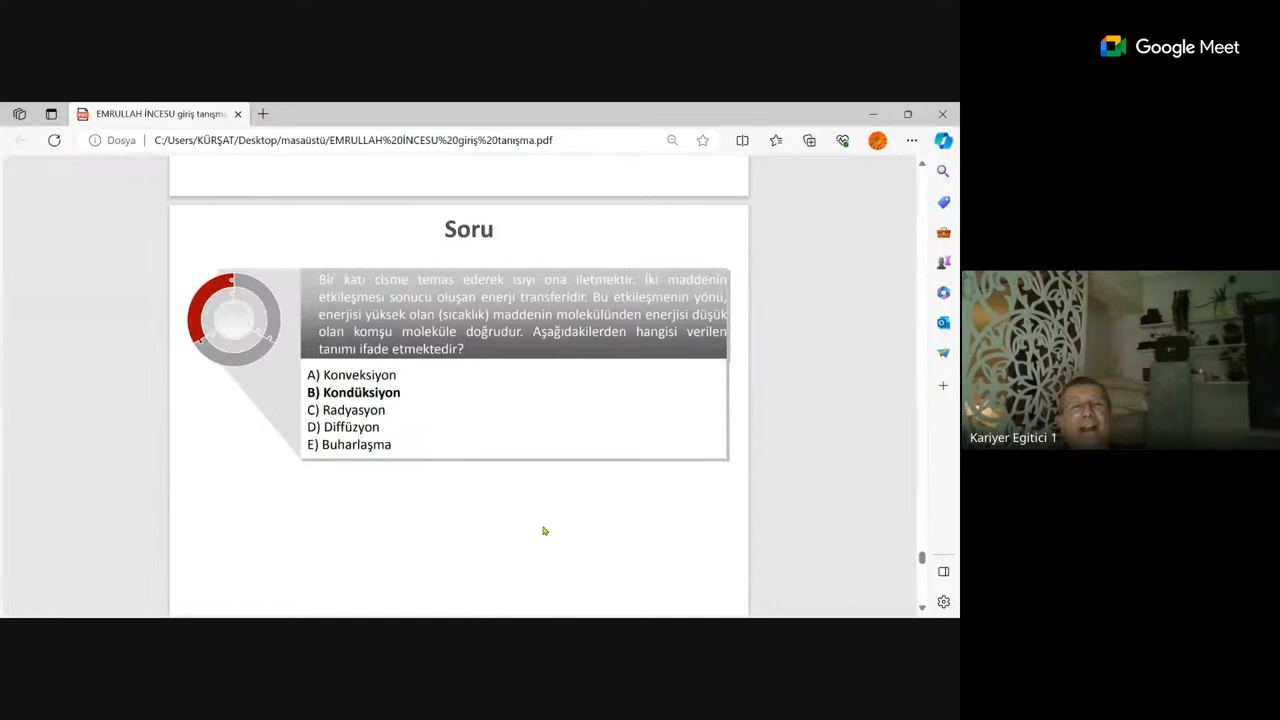 Google Meet
EMRULLAH İNCESU giriş tanışma
Dosya
C:/Users/KÜRŞAT/Desktop/masaüstü/EMRULLAH%20İNCESU%20giriş%20tanışma.pdf
Soru
Bir katı cisme temas ederek ısıyı ona iletmektir. İki maddenin
etkileşmesi sonucu oluşan enerji transferidir. Bu etkileşmenin yönü,
enerjisi yüksek olan (sıcaklık) maddenin molekülünden enerjisi düşük
olan komşu moleküle doğrudur. Aşağıdakilerden hangisi verilen
tanımı ifade etmektedir?
A) Konveksiyon
B) Kondüksiyon
C) Radyasyon
D) Diffüzyon
E) Buharlaşma
Kariyer Egitici 1